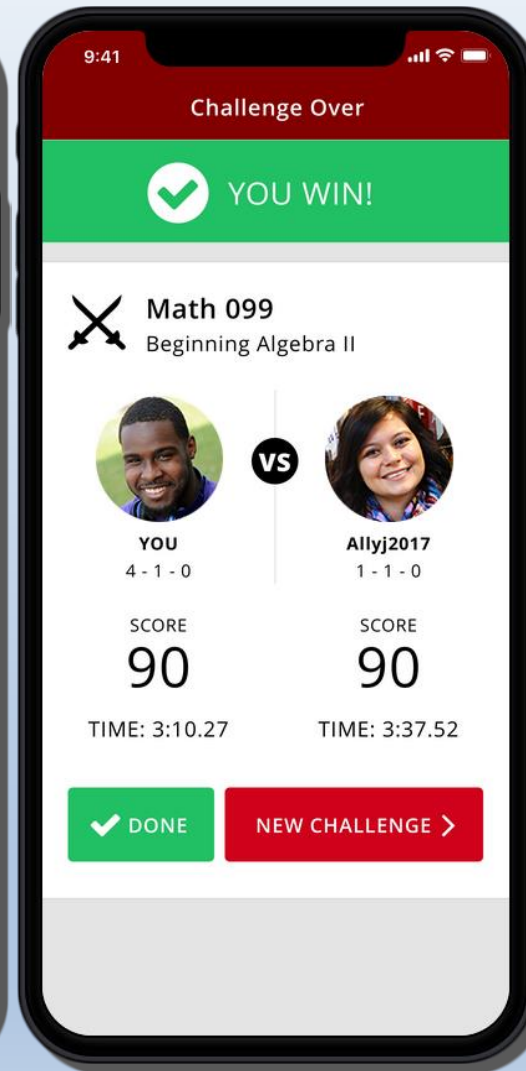 9:41
Challenge Over
YOU WIN!
Math 099
Beginning Algebra II
VS
YOU
4 - 1 - 0
Allyj2017
1 - 1 - 0
SCORE
90
TIME: 3:10.27
SCORE
90
TIME: 3:37.52
DONE
NEW CHALLENGE